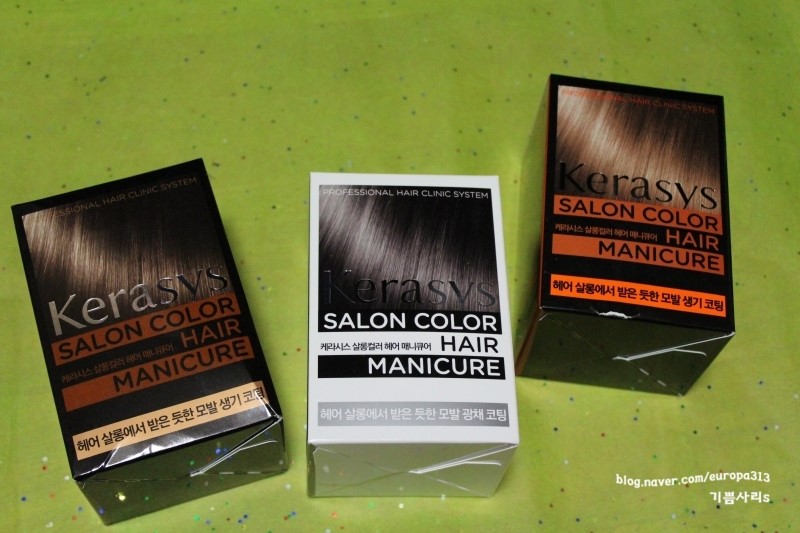 PROFESSIONAL HAIR CLINIC SYSTEM
Kerasys
SALON COLOR
케라시스 살롱컬러 헤어 매니큐어 HAIR
MANICURE
헤어 살롱에서 받은 듯한 모발 생기 코팅
PROFESSIONAL HAIR CLINIC SYSTEM
Kerasys
SALON COLOR
케라시스 살롱컬러 헤어 매니큐어 HAIR
MANICURE
헤어 살롱에서 받은 듯한 모발 광채 코팅
PROFESSIONAL HAIR CLINIC SYSTEM
Kerasys
SALON COLOR
케라시스 살롱컬러 헤어 매니큐어 HAIR
MANICURE
헤어 살롱에서 받은 듯한 모발 생기 코팅
blog.naver.com/europa313
기쁨사리s